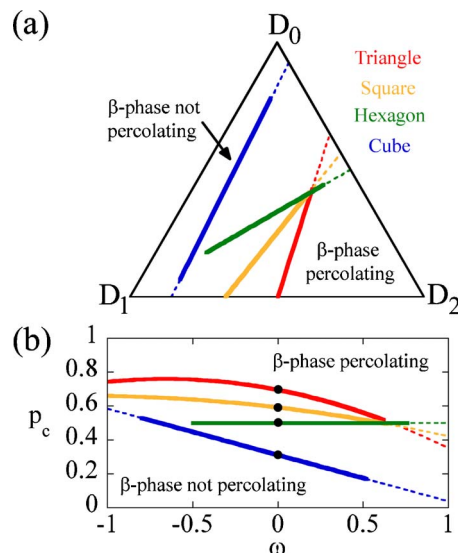 (a)
D0
Triangle
Square
Hexagon
Cube
β-phase not
percolating
β-phase
percolating
D1
D2
(b)
1
0.8
0.6
0.4
0.2
0
pc
β-phase percolating
β-phase not percolating
-1
-0.5
0
0.5
1
ω